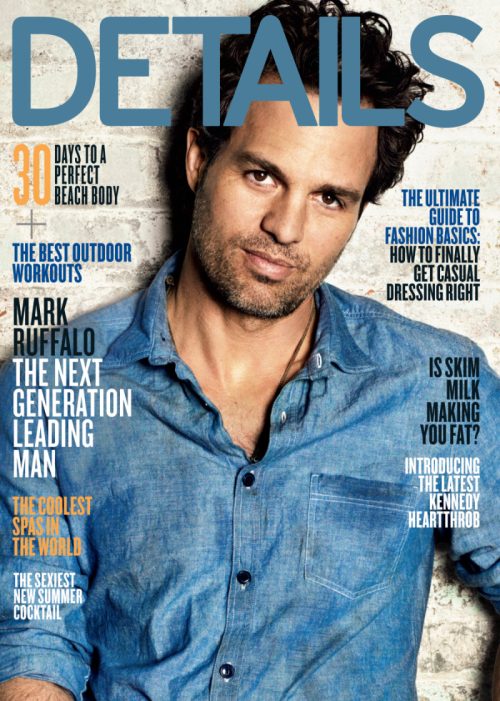 DETAILS
30 DAYS TO A
PERFECT
BEACH BODY
+
THE BEST OUTDOOR
WORKOUTS
MARK
RUFFALO
THE NEXT
GENERATION
LEADING
MAN
THE COOLEST
SPAS IN
THE WORLD
THE SEXIEST
NEW SUMMER
COCKTAIL
THE ULTIMATE
GUIDE TO
FASHION BASICS:
HOW TO FINALLY
GET CASUAL
DRESSING RIGHT
IS SKIM
MILK
MAKING
YOU FAT?
INTRODUCING
THE LATEST
KENNEDY
HEARTTHROB